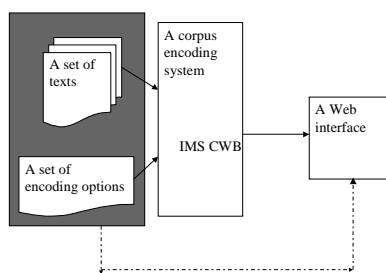 A set of
texts
A set of
encoding options
A corpus
encoding
system
IMS CWB
A Web
interface